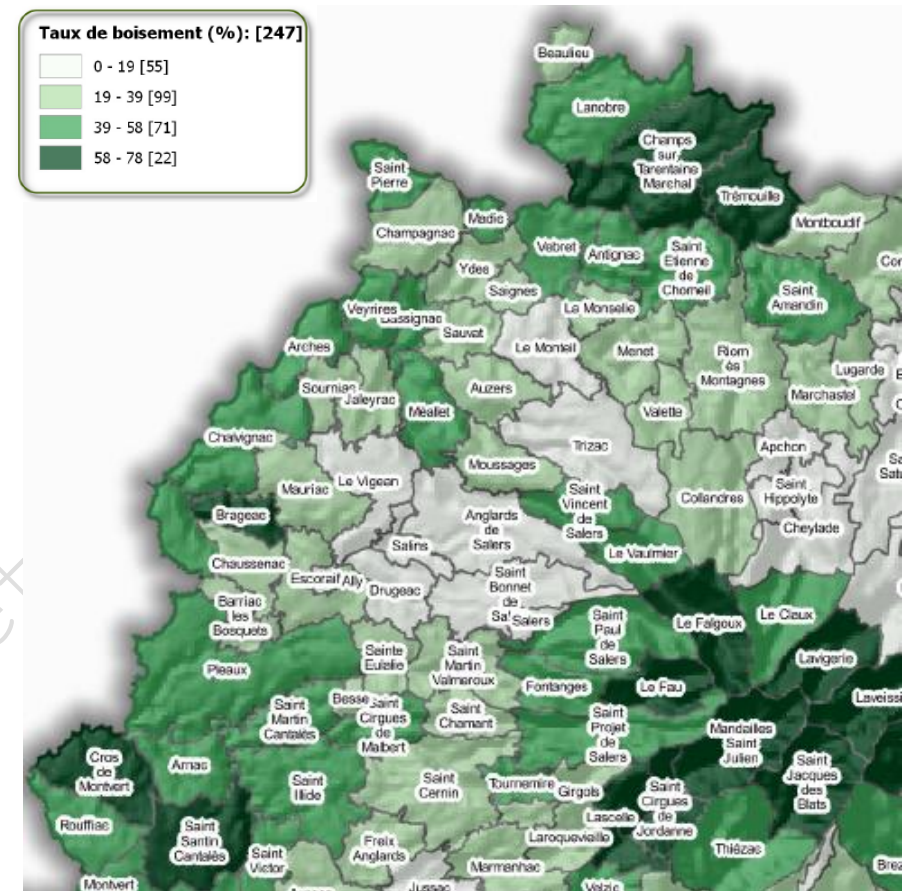 Taux de boisement (%): [247]
0 - 19 [55]
19 - 39 [99]
39 - 58 [71]
58 - 78 [22]
Beaulieu
Lanobre
Champs
sur
Tarentaine
Marchal
Trémouille
Saint
Pierre
Madic
Champagnac
Vebret
Antignac
Saint
Etienne
de
Chomeil
Montboudif
Ydes
Saignes
La Monselie
Saint
Amandin
Veyrires
Bassignac
Sauvat
Le Monteil
Menet
Riom
ès
Montagnes
Lugarde
Marchastel
Arches
Sournias
Jaleyrac
Méallet
Auzers
Valette
Chalvignac
Trizac
Apchon
Moussages
Mauriac
Le Vigean
Saint
Vincent
de
Salers
Collandres
Saint
Hippolyte
Cheylade
Brageac
Anglards
de
Salers
Salins
Le Vaulmier
Chaussenac
Escorail
Ally
Drugeac
Saint
Bonnet
de
Salers
Barriac
les
Bosquets
Saint
Paul
de
Salers
Le Falgoux
Le Claux
Lavigerie
Pleaux
Sainte
Eulalie
Saint
Martin
Valmeroux
Fontanges
Le Fau
Besse
Saint
Cirgues
de
Malbert
Saint
Martin
Cantalès
Saint
Chamant
Saint
Projet
de
Salers
Mandailles
Saint
Julien
Cros
de
Montvert
Arnac
Saint
Illide
Saint
Cernin
Tournemire
Girgols
Saint
Cirgues
de
Jordanne
Saint
Jacques
des
Blats
Lascelle
Rouffiac
Saint
Santin
Cantalès
Saint
Victor
Freix
Anglards
Laroquevieille
Marmanhac
Thiézac
Montvert
Jussac
Velzic